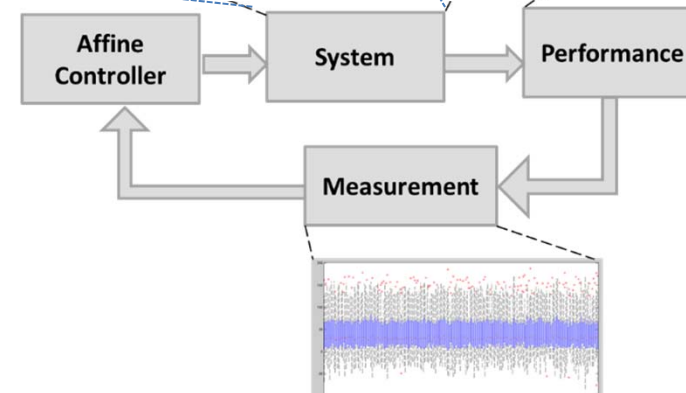 Affine
Controller
System
Performance
Measurement